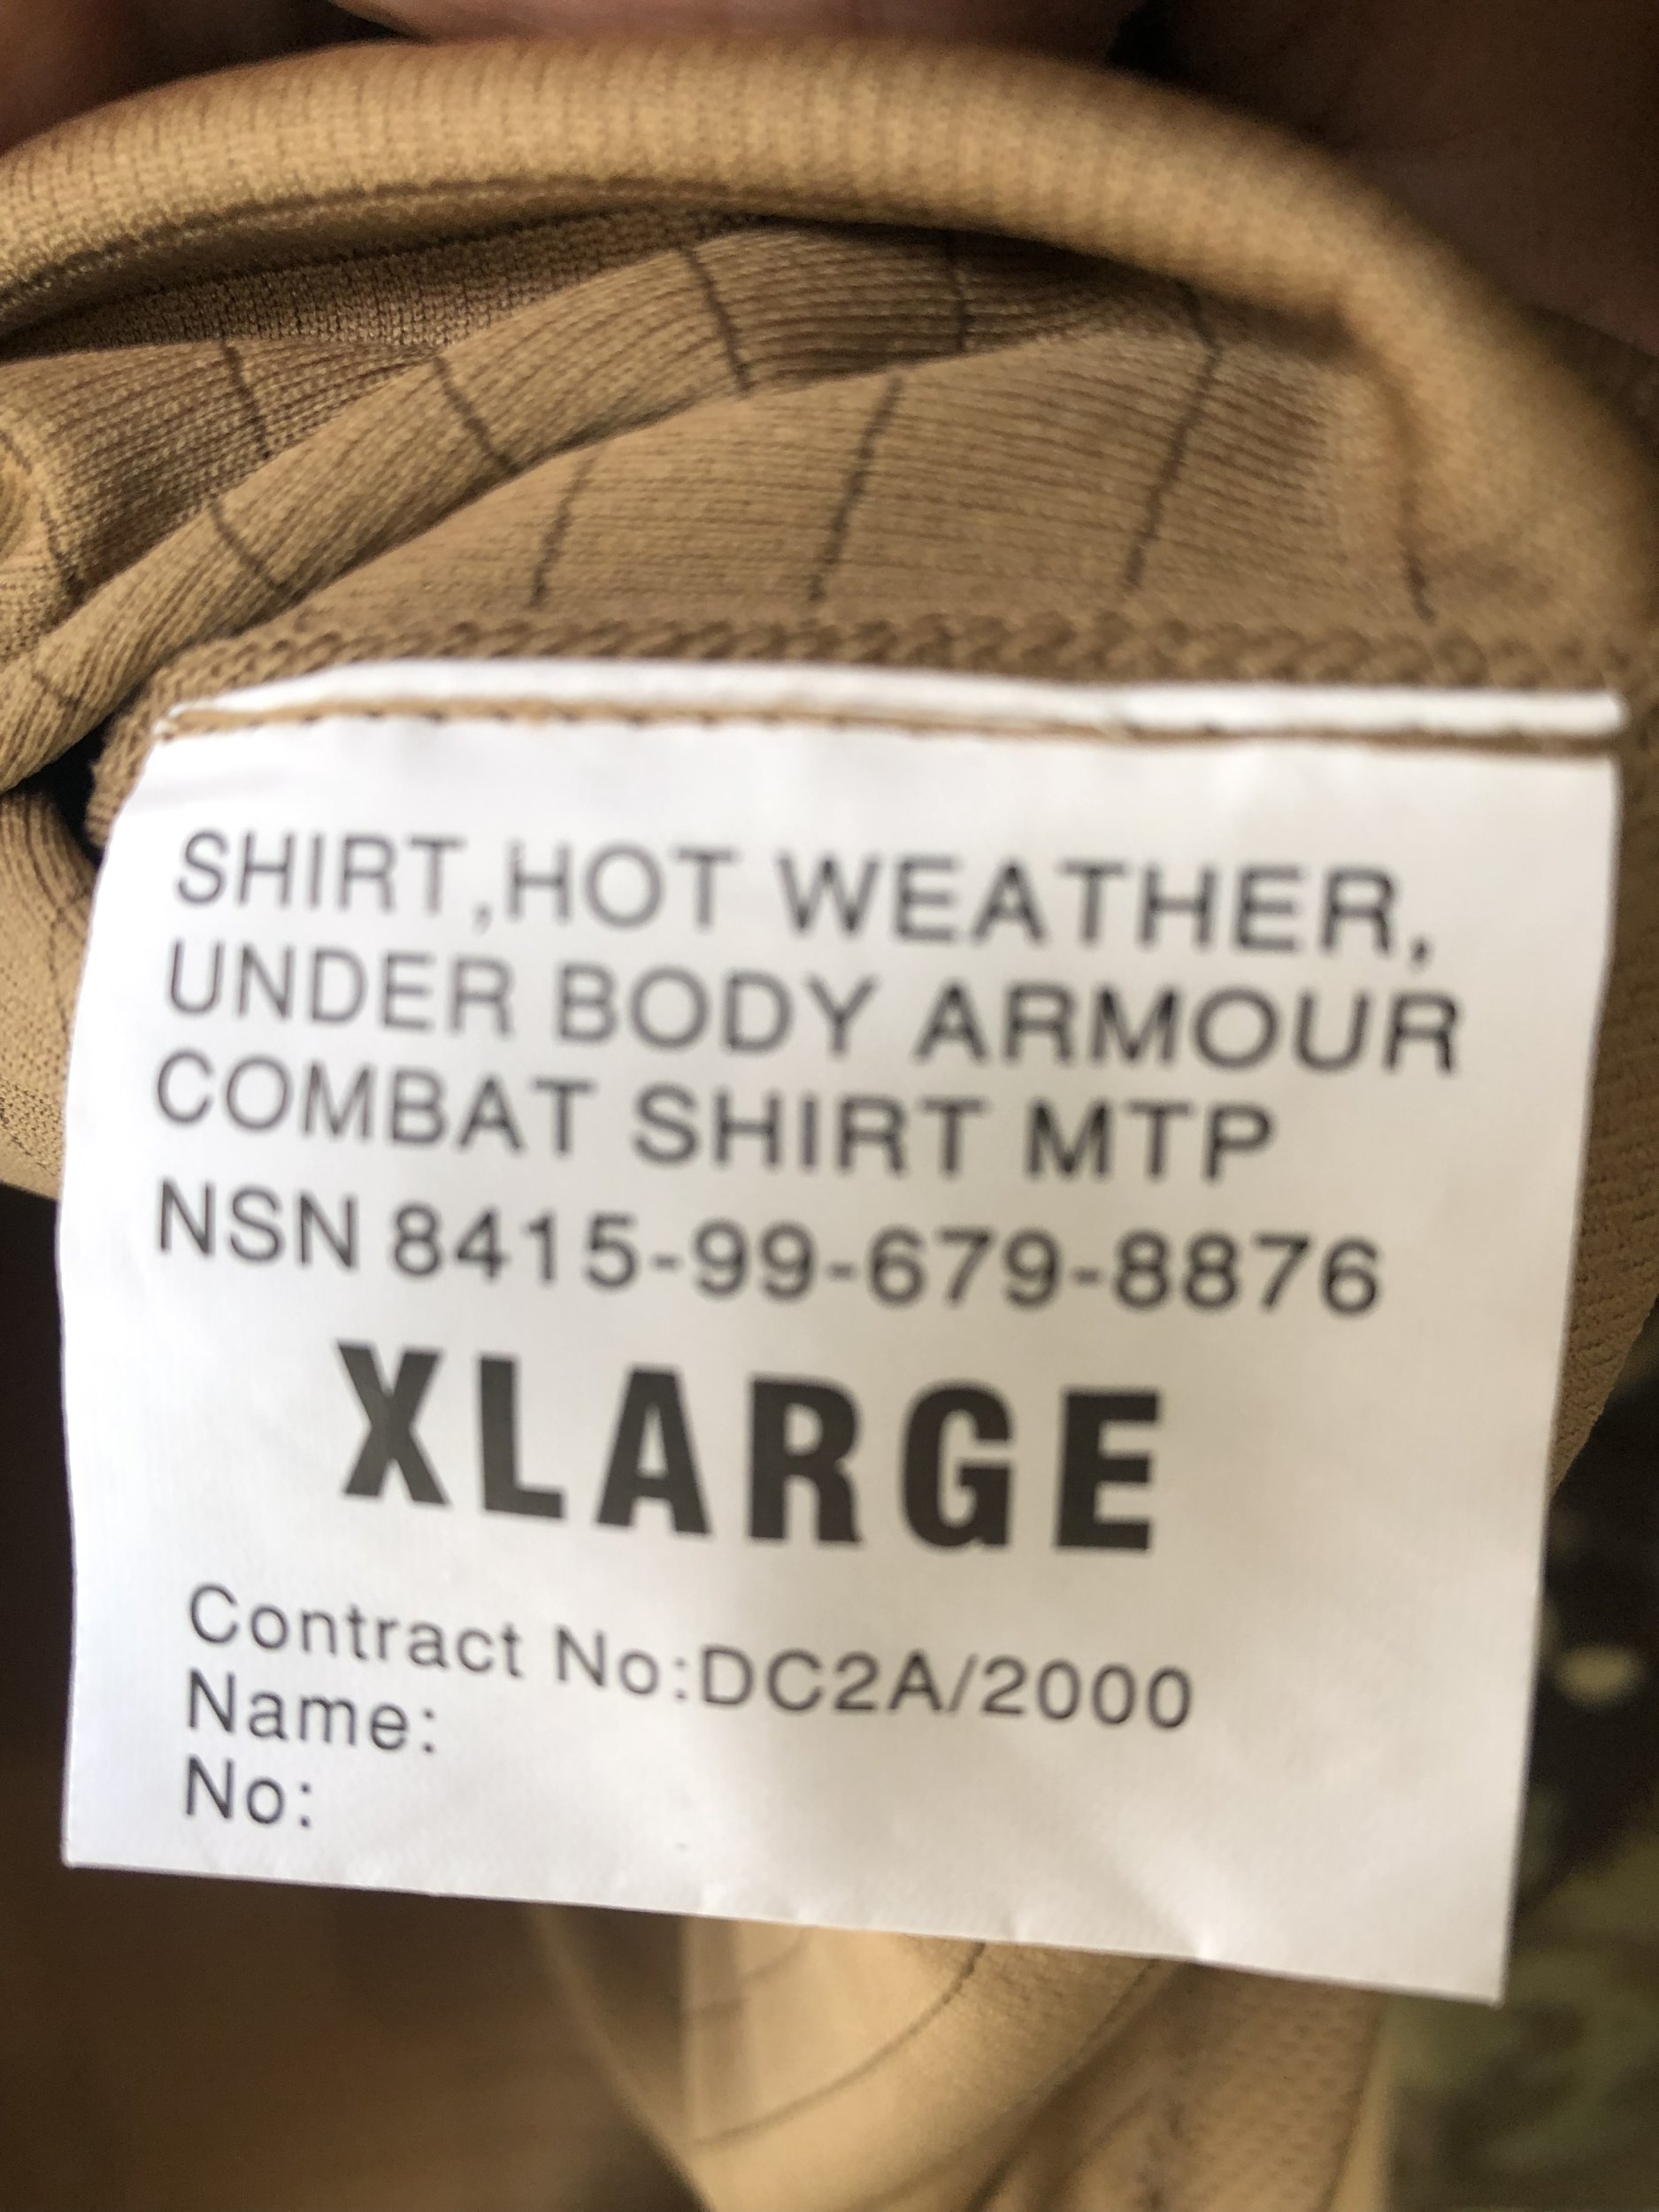 SHIRT,HOT WEATHER,
UNDER BODY ARMOUR
COMBAT SHIRT MTP
NSN 8415-99-679-8876
XLARGE
Contract No:DC2A/2000
Name:
No: